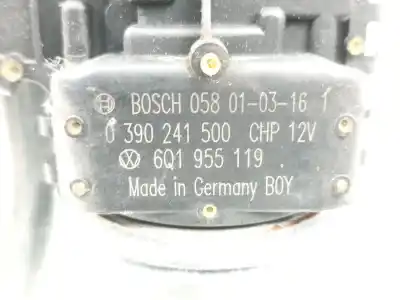 BOSCH 058 01-03-16 1
0 390 241 500 CHP 12V
6Q1 955 119
Made in Germany BOY